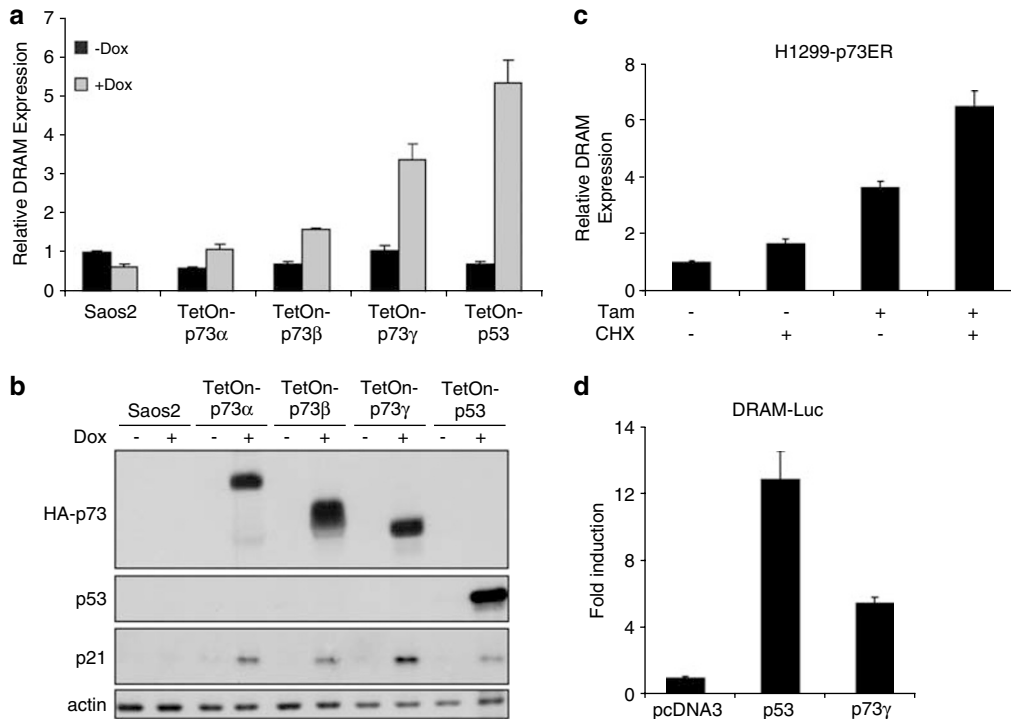 a
Relative DRAM Expression
7
6
5
4
3
2
1
0
-Dox
+Dox
Saos2
TetOn-
p73α
TetOn-
p73β
TetOn-
p73γ
TetOn-
p53
b
Saos2
TetOn-
p73α
TetOn-
p73β
TetOn-
p73γ
TetOn-
p53
Dox - + - + - + - + - +
HA-p73
p53
p21
actin
c
H1299-p73ER
Relative DRAM
Expression
8
6
4
2
0
Tam - - + +
CHX - + - +
d
DRAM-Luc
Fold induction
14
12
8
4
0
pcDNA3 p53 p73γ